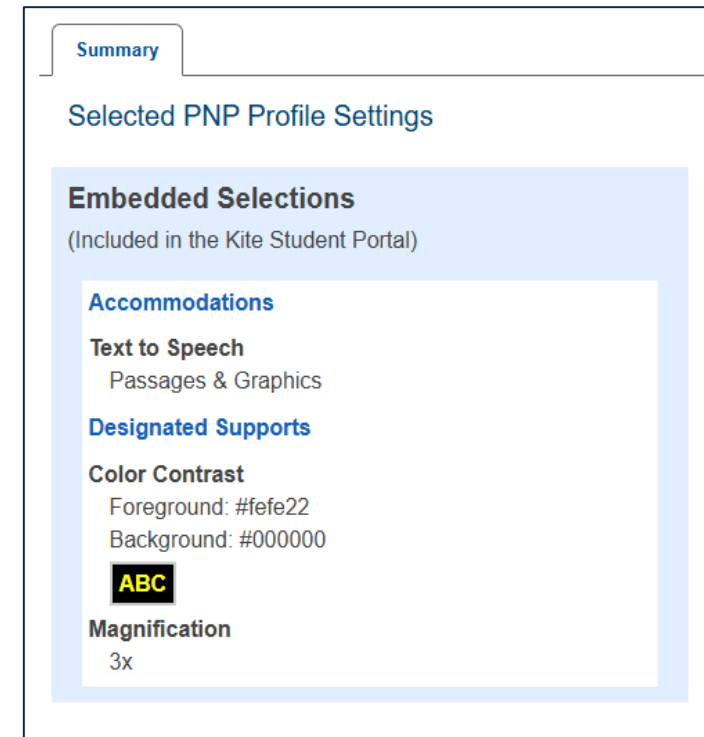 Summary
Selected PNP Profile Settings
Embedded Selections
(Included in the Kite Student Portal)
Accommodations
Text to Speech
Passages & Graphics
Designated Supports
Color Contrast
Foreground: #fefe22
Background: #000000
ABC
Magnification
3x